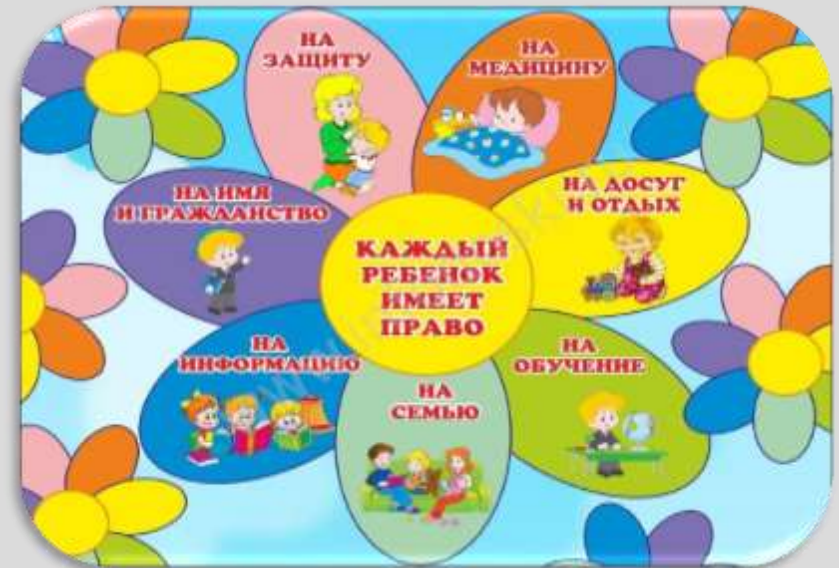 КАЖДЫЙ
РЕБЕНОК
ИМЕЕТ
ПРАВО
НА
ЗАЩИТУ
НА
МЕДИЦИНУ
НА ДОСУГ
И ОТДЫХ
НА
ОБУЧЕНИЕ
НА
СЕМЬЮ
НА
ИНФОРМАЦИЮ
НА ИМЯ
И ГРАЖДАНСТВО